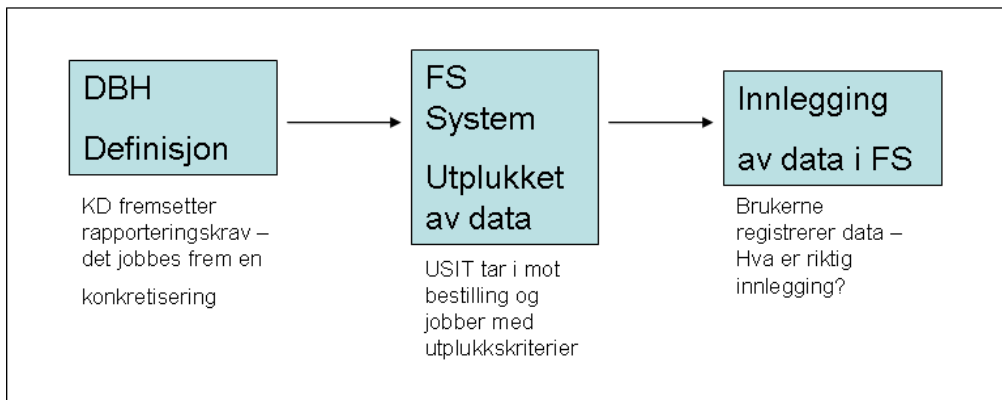 DBH
Definisjon
KD fremsetter
rapporteringskrav –
det jobbes frem en
konkretisering
FS
System
Utplukket
av data
USIT tar i mot
bestilling og
jobber med
utplukkskriterier
Innlegging
av data i FS
Brukerne
registrerer data –
Hva er riktig
innlegging?